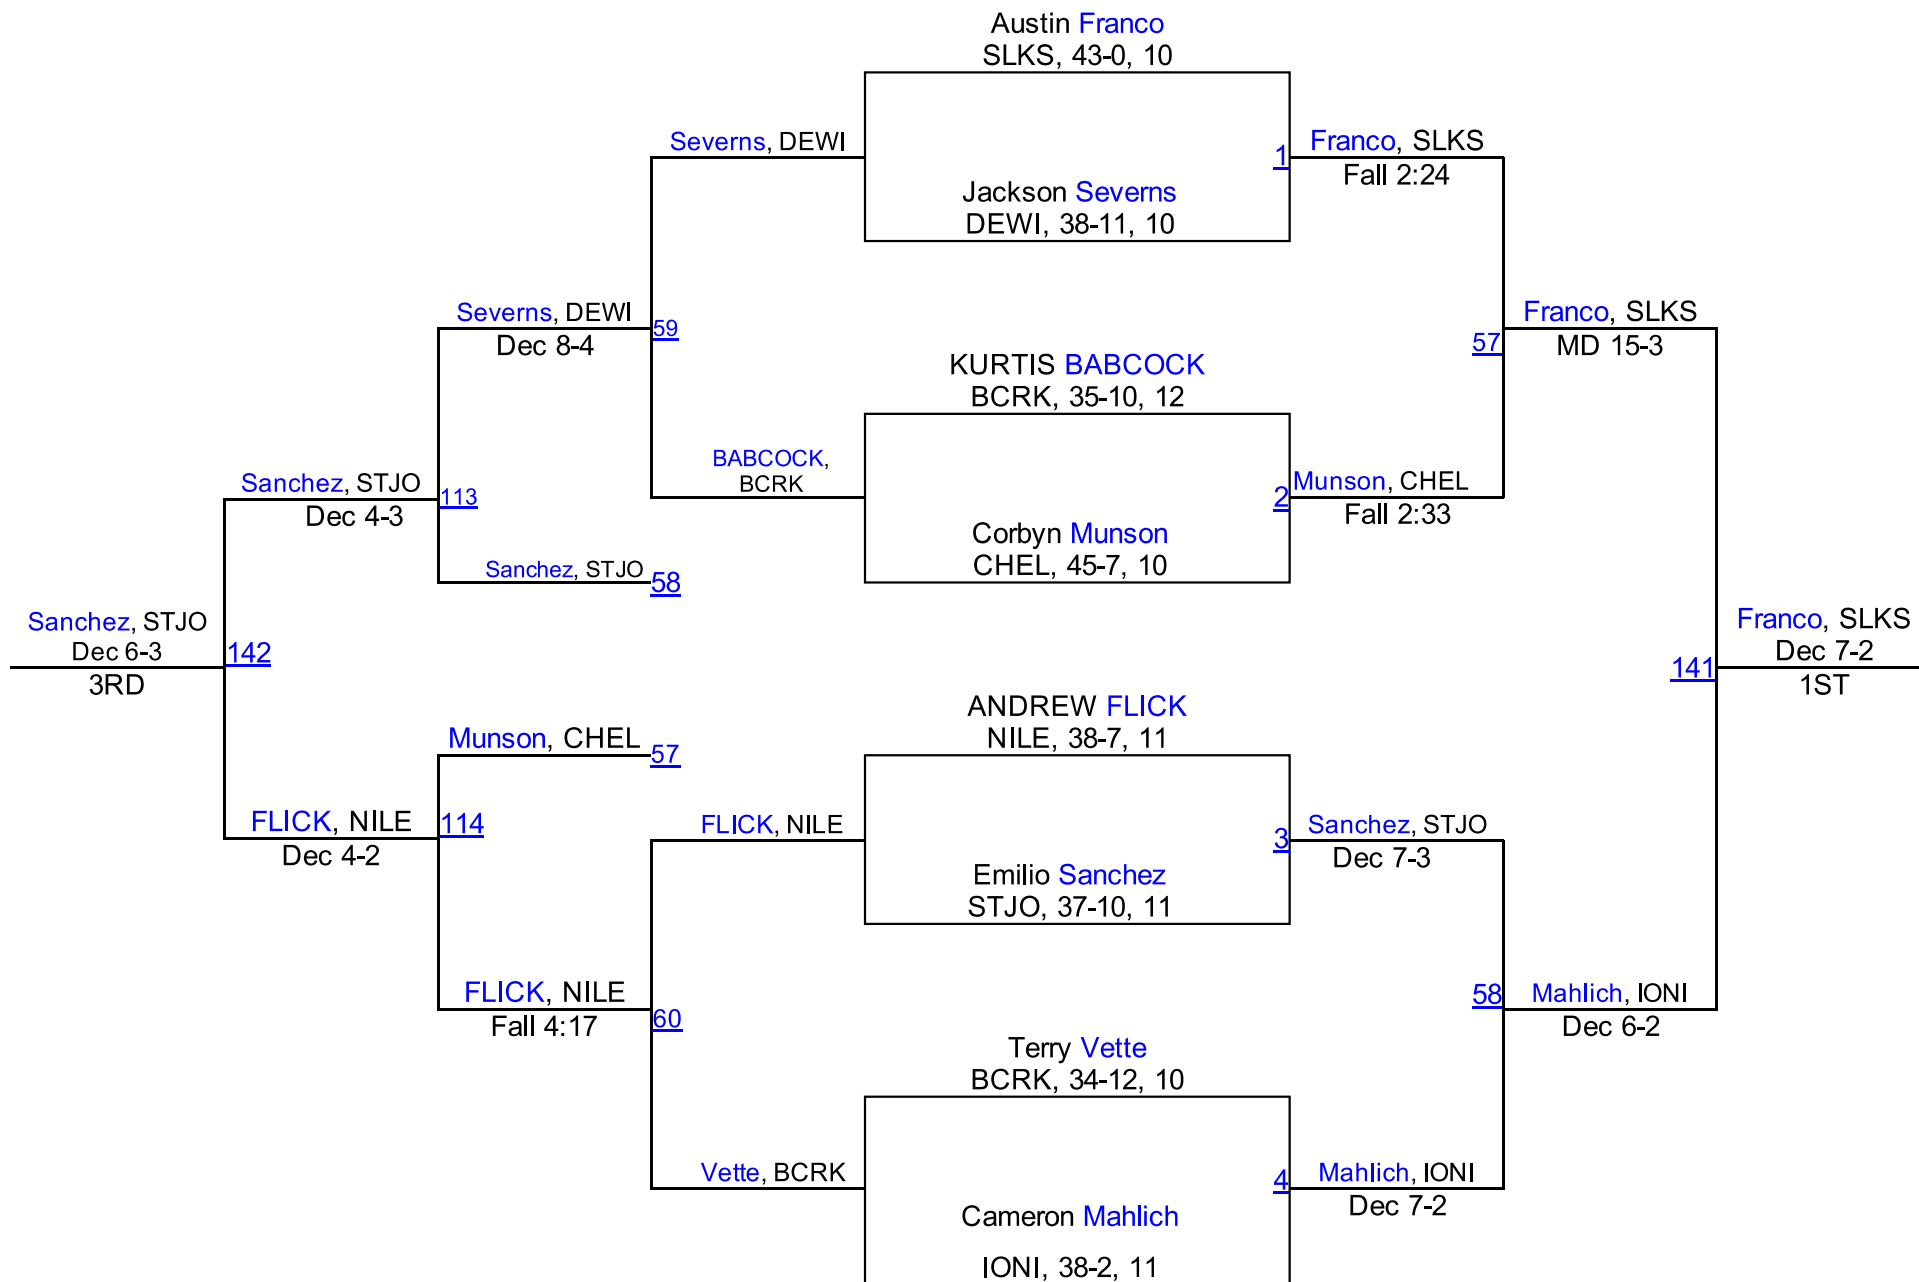 Austin Franco
SLKS, 43-0, 10
Severns, DEWI
1
Franco, SLKS
Fall 2:24
Jackson Severns
DEWI, 38-11, 10
Severns, DEWI
Dec 8-4
59
Franco, SLKS
MD 15-3
57
KURTIS BABCOCK
BCRK, 35-10, 12
BABCOCK,
BCRK
2
Munson, CHEL
Fall 2:33
Sanchez, STJO
Dec 4-3
113
Corbyn Munson
CHEL, 45-7, 10
Sanchez, STJO
58
Sanchez, STJO
Dec 6-3
3RD
142
Franco, SLKS
Dec 7-2
1ST
141
ANDREW FLICK
NILE, 38-7, 11
Munson, CHEL
57
FLICK, NILE
Dec 4-2
114
FLICK, NILE
3
Sanchez, STJO
Dec 7-3
Emilio Sanchez
STJO, 37-10, 11
FLICK, NILE
Fall 4:17
60
58
Mahlich, IONI
Dec 6-2
Terry Vette
BCRK, 34-12, 10
Vette, BCRK
4
Mahlich, IONI
Dec 7-2
Cameron Mahlich
IONI, 38-2, 11